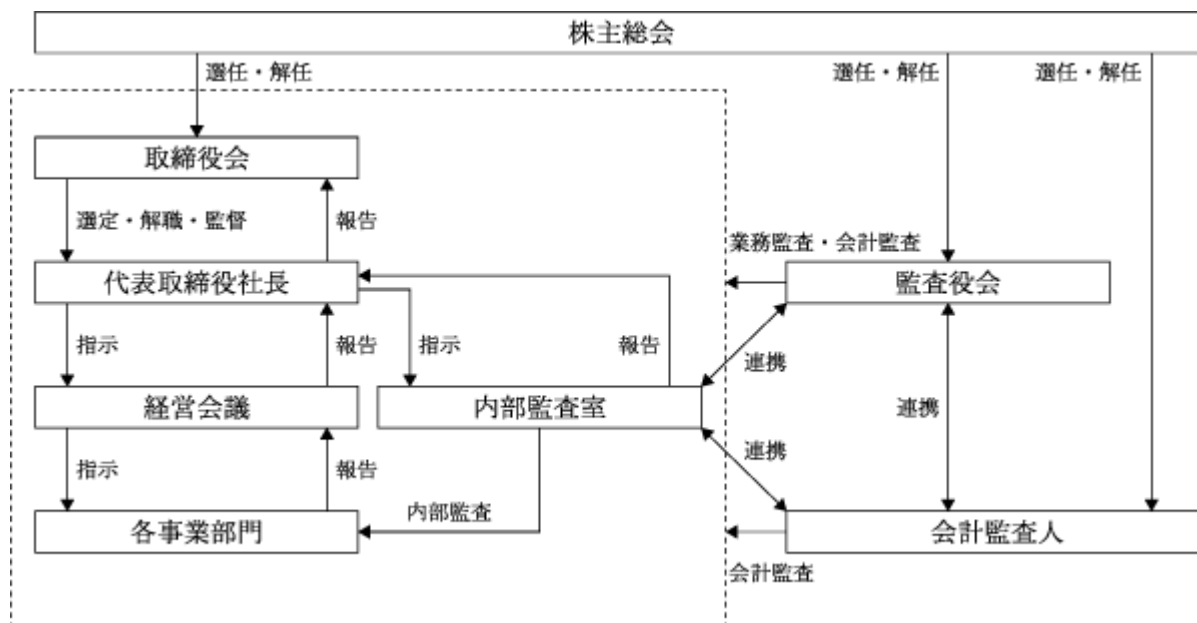 株主総会
選任・解任
選任・解任
選任・解任
取締役会
選定・解職・監督
報告
業務監査・会計監査
代表取締役社長
監査役会
指示
報告
指示
報告
連携
経営会議
内部監査室
連携
指示
報告
連携
内部監査
各事業部門
会計監査人
会計監査